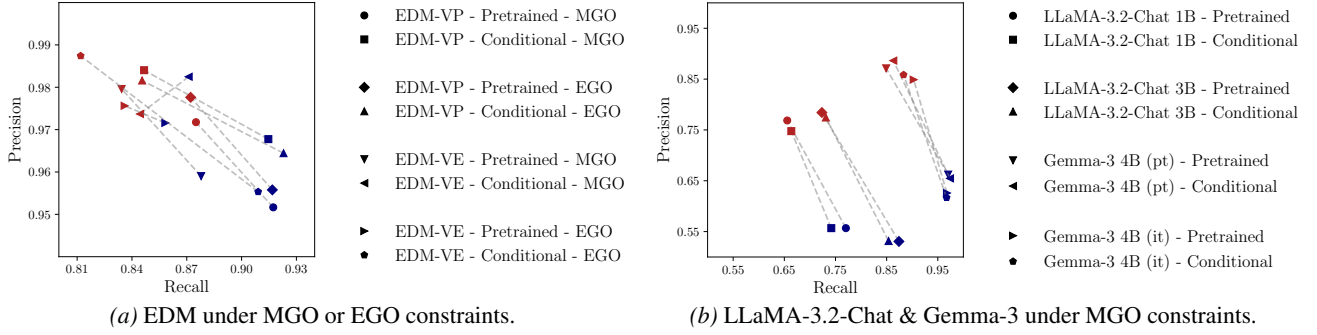 0.99
0.98
0.97
0.96
0.95
Precision
0.81 0.84 0.87 0.90 0.93
Recall
EDM-VP - Pretrained - MGO
EDM-VP - Conditional - MGO
EDM-VP - Pretrained - EGO
EDM-VP - Conditional - EGO
EDM-VE - Pretrained - MGO
EDM-VE - Conditional - MGO
EDM-VE - Pretrained - EGO
EDM-VE - Conditional - EGO
(a) EDM under MGO or EGO constraints.
0.95
0.85
0.75
0.65
0.55
Precision
0.55 0.65 0.75 0.85 0.95
Recall
LLaMA-3.2-Chat 1B - Pretrained
LLaMA-3.2-Chat 1B - Conditional
LLaMA-3.2-Chat 3B - Pretrained
LLaMA-3.2-Chat 3B - Conditional
Gemma-3 4B (pt) - Pretrained
Gemma-3 4B (pt) - Conditional
Gemma-3 4B (it) - Pretrained
Gemma-3 4B (it) - Conditional
(b) LLaMA-3.2-Chat & Gemma-3 under MGO constraints.